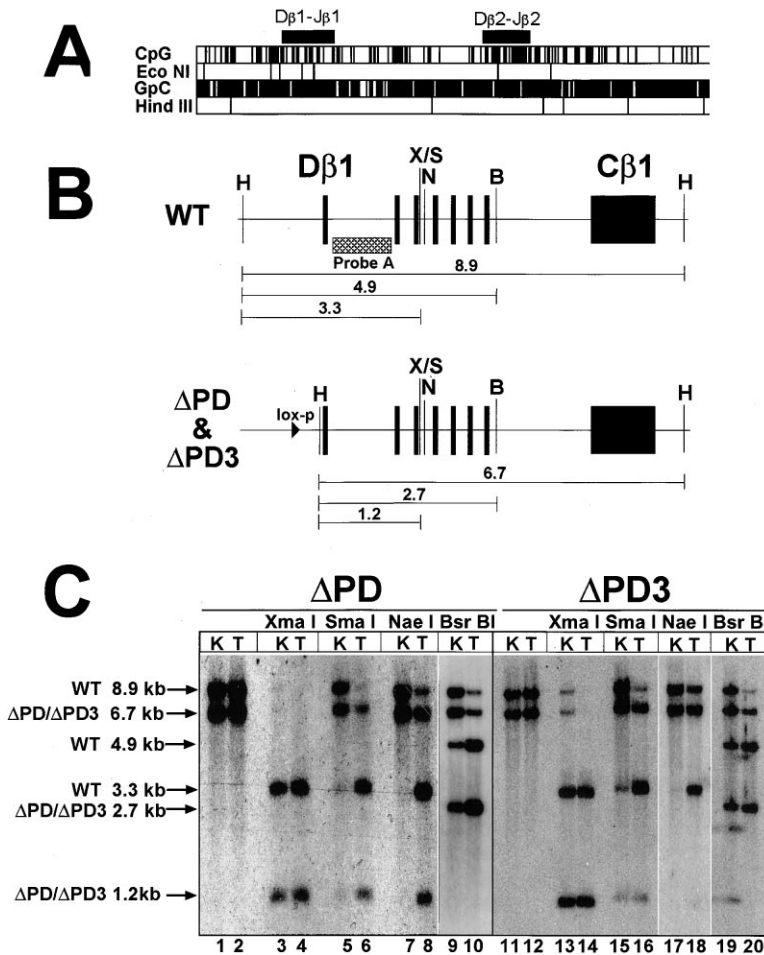 A
Dβ1-Jβ1 Dβ2-Jβ2
CpG
Eco NI
GpC
Hind III
B
WT
H Dβ1 X/S N B Cβ1 H
Probe A
8.9
4.9
3.3
ΔPD & ΔPD3
lox-p H X/S N B H
6.7
2.7
1.2
C
ΔPD ΔPD3
Xma I Sma I Nae I Bsr BI Xma I Sma I Nae I Bsr B
K T K T K T K T K T K T K T K T K T K T
WT 8.9 kb
ΔPD/ΔPD3 6.7 kb
WT 4.9 kb
WT 3.3 kb
ΔPD/ΔPD3 2.7 kb
ΔPD/ΔPD3 1.2kb
1 2 3 4 5 6 7 8 9 10 11 12 13 14 15 16 17 18 19 20